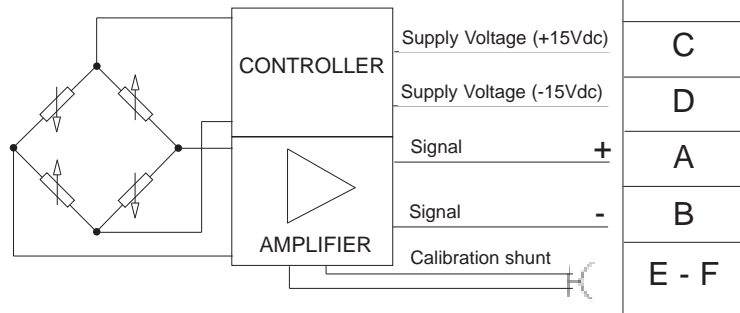 CONTROLLER
Supply Voltage (+15Vdc)
C
Supply Voltage (-15Vdc)
D
Signal +
A
Signal -
B
AMPLIFIER
Calibration shunt
E - F